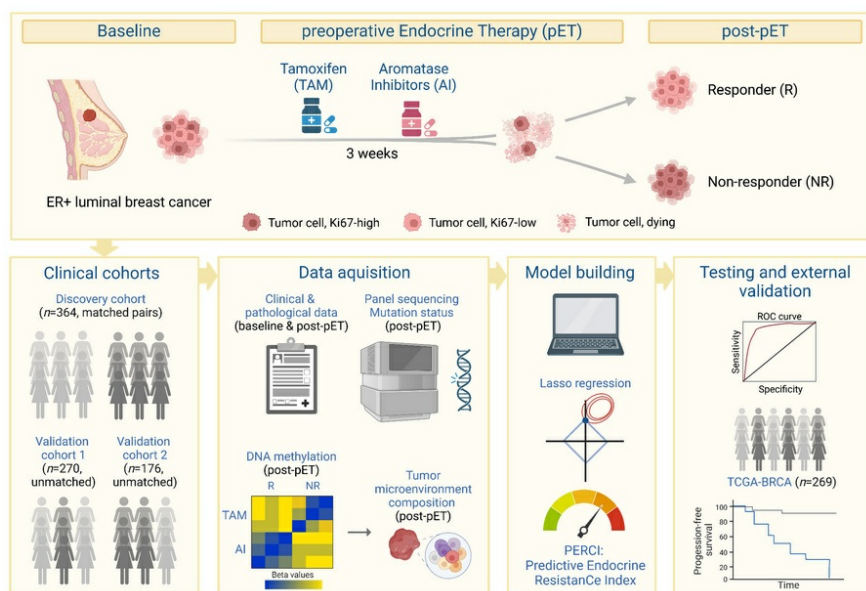 Baseline
preoperative Endocrine Therapy (pET)
post-pET
Tamoxifen
(TAM)
Aromatase
Inhibitors (AI)
3 weeks
ER+ luminal breast cancer
Responder (R)
Non-responder (NR)
Tumor cell, Ki67-high
Tumor cell, Ki67-low
Tumor cell, dying
Clinical cohorts
Discovery cohort
(n=364, matched pairs)
Validation
cohort 1
(n=270,
unmatched)
Validation
cohort 2
(n=176,
unmatched)
Data aquisition
Clinical &
pathological data
(baseline & post-pET)
Panel sequencing
Mutation status
(post-pET)
DNA methylation
(post-pET)
R
NR
TAM
AI
Beta values
Tumor
microenvironment
composition
(post-pET)
Model building
Lasso regression
PERCI:
Predictive Endocrine
ResistanCe Index
Testing and external
validation
ROC curve
Sensitivity
Specificity
TCGA-BRCA (n=269)
Progession-free
survival
100
80
60
40
20
0
Time